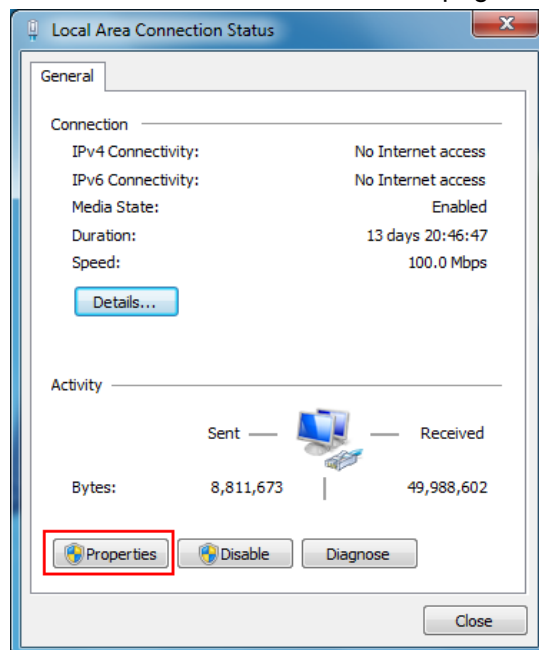 Local Area Connection Status
General
Connection
IPv4 Connectivity: No Internet access
IPv6 Connectivity: No Internet access
Media State: Enabled
Duration: 13 days 20:46:47
Speed: 100.0 Mbps
Details...
Activity
Sent Received
Bytes: 8,811,673 49,988,602
Properties Disable Diagnose
Close